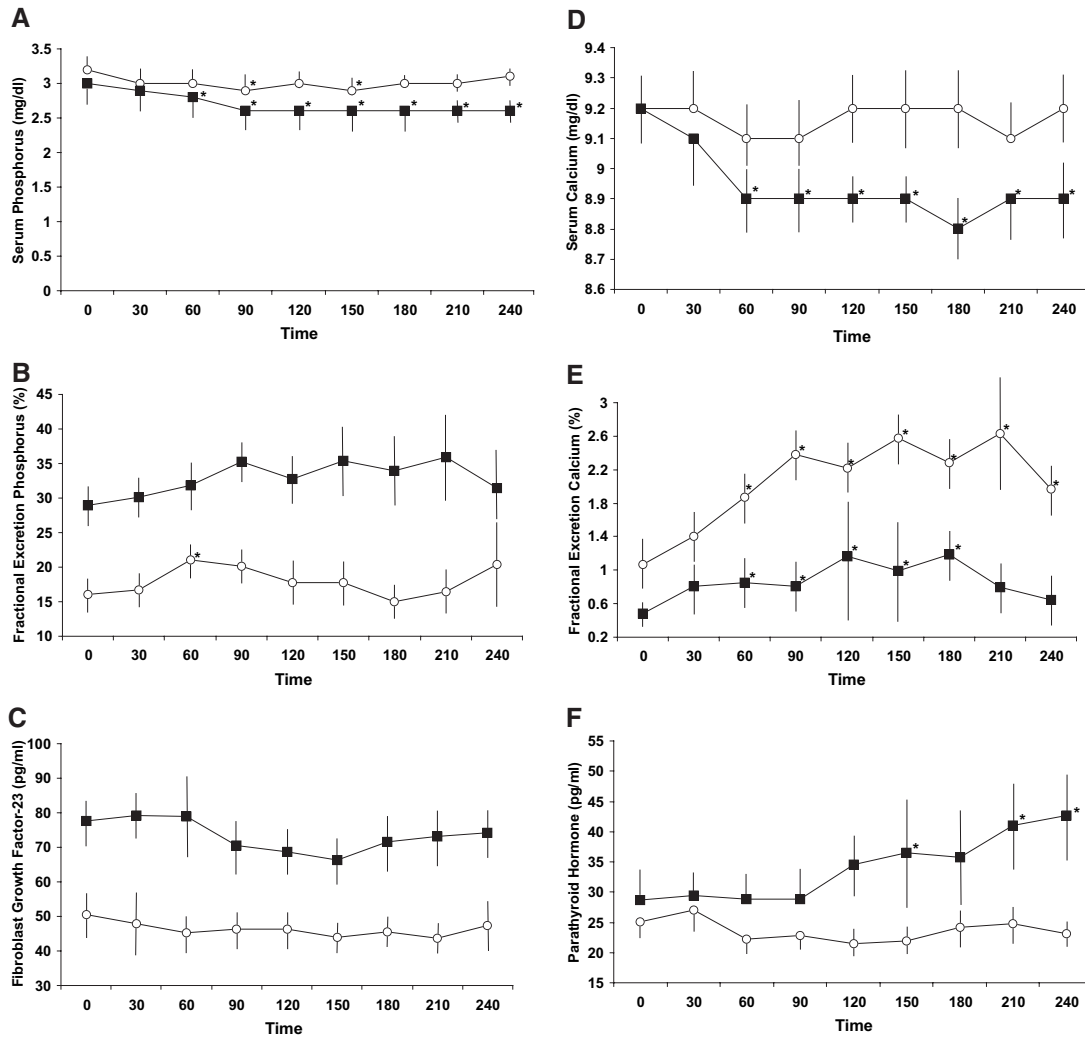 A
Serum Phosphorus (mg/dl)
3.5
3
2.5
2
1.5
1
0.5
0
* *
* * * * * * *
0 30 60 90 120 150 180 210 240
Time
B
Fractional Excretion Phosphorus (%)
45
40
35
30
25
20
15
10
*
0 30 60 90 120 150 180 210 240
Time
C
Fibroblast Growth Factor-23 (pg/ml)
100
90
80
70
60
50
40
30
0 30 60 90 120 150 180 210 240
Time
D
Serum Calcium (mg/dl)
9.4
9.3
9.2
9.1
9
8.9
8.8
8.7
8.6
* * * * * * *
0 30 60 90 120 150 180 210 240
Time
E
Fractional Excretion Calcium (%)
3
2.6
2.2
1.8
1.4
1
0.6
0.2
* * * * * * *
* * * * *
0 30 60 90 120 150 180 210 240
Time
F
Parathyroid Hormone (pg/ml)
55
50
45
40
35
30
25
20
15
* * *
0 30 60 90 120 150 180 210 240
Time